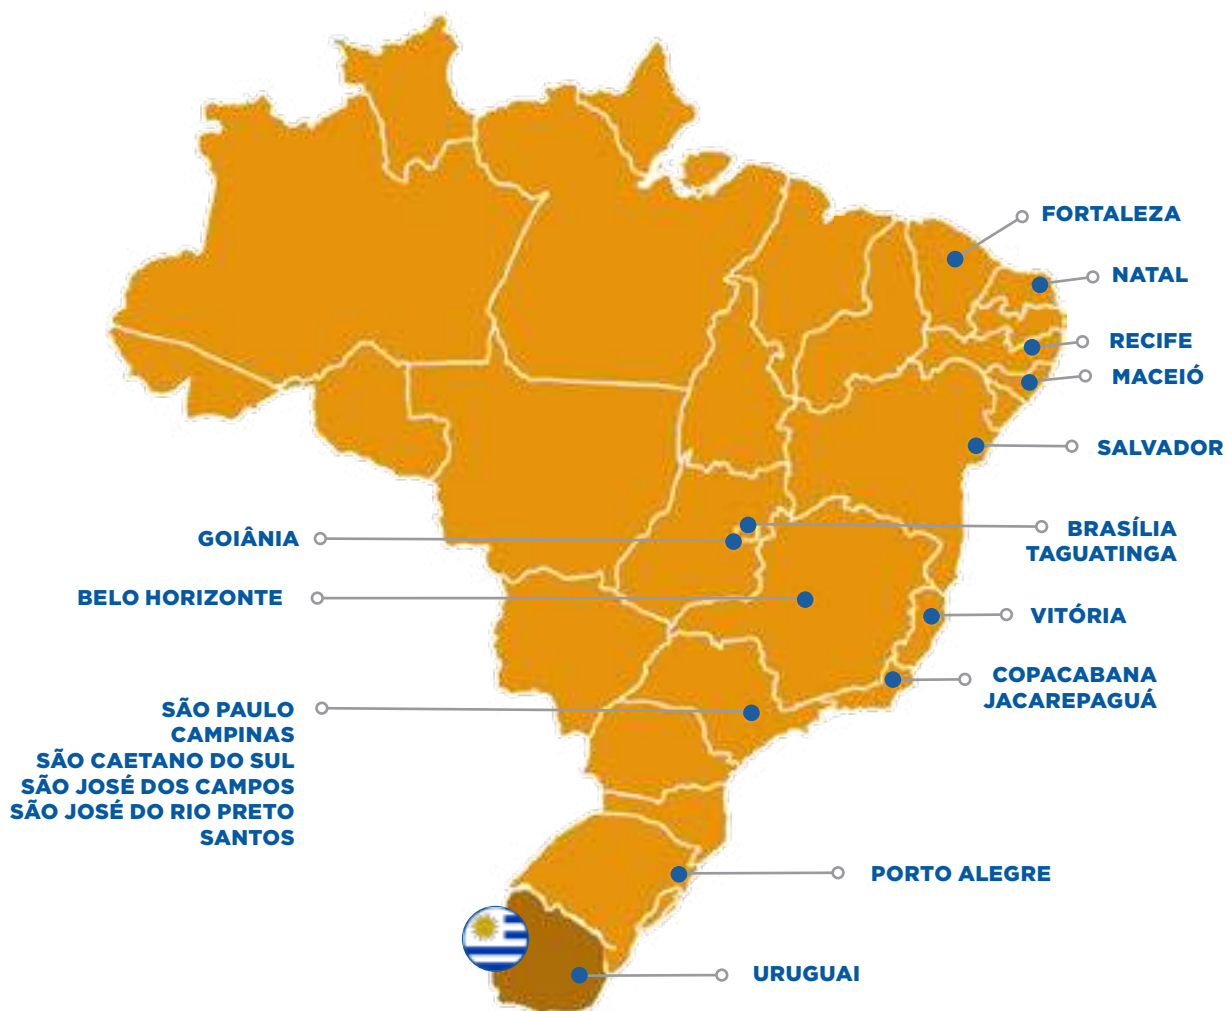 FORTALEZA
NATAL
RECIFE
MACEIÓ
SALVADOR
BRASÍLIA
TAGUATINGA
GOIÂNIA
BELO HORIZONTE
VITÓRIA
COPACABANA
JACAREPAGUÁ
SÃO PAULO
CAMPINAS
SÃO CAETANO DO SUL
SÃO JOSÉ DOS CAMPOS
SÃO JOSÉ DO RIO PRETO
SANTOS
PORTO ALEGRE
URUGUAI